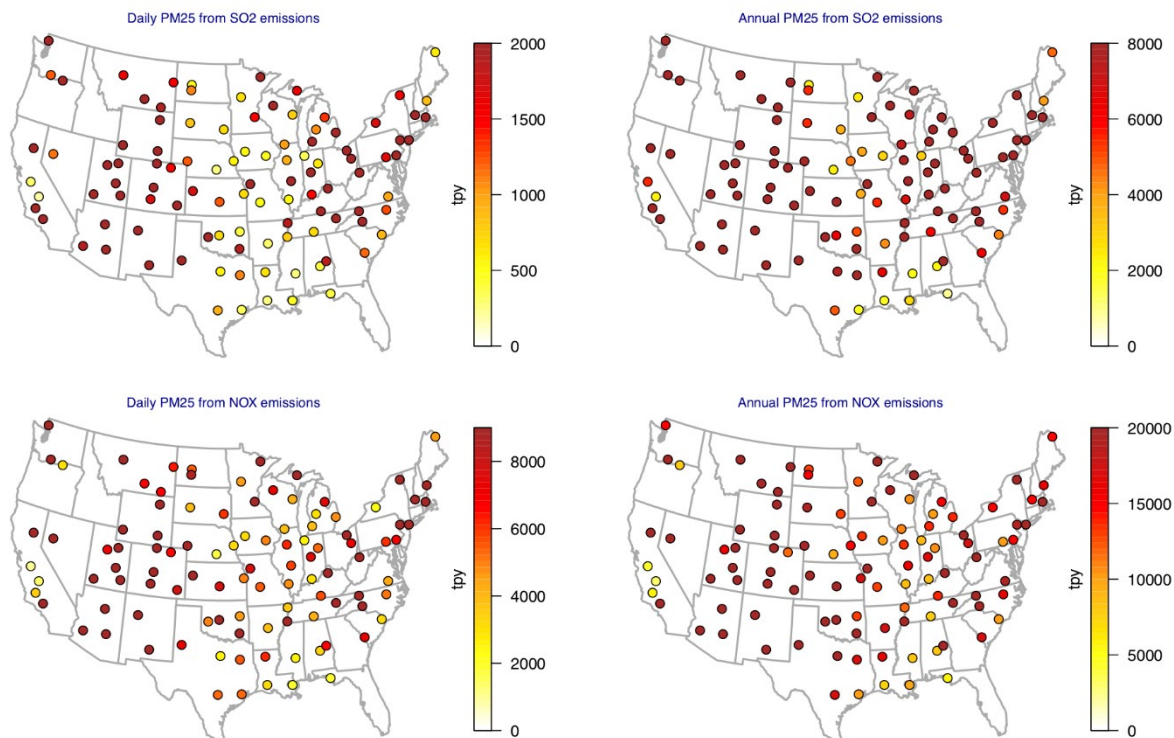 Daily PM25 from SO2 emissions
2000
1500
1000
500
0
tpy
Annual PM25 from SO2 emissions
8000
6000
4000
2000
0
tpy
Daily PM25 from NOX emissions
8000
6000
4000
2000
0
tpy
Annual PM25 from NOX emissions
20000
15000
10000
5000
0
tpy